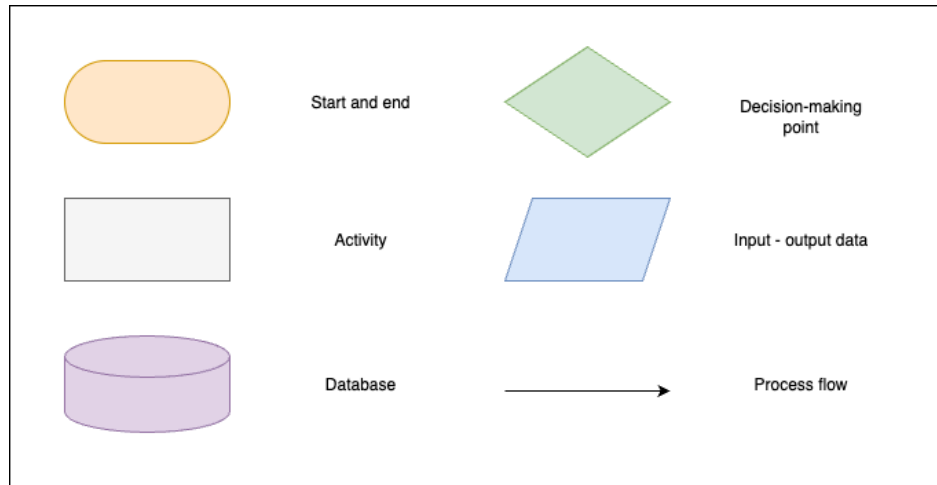 Start and end
Decision-making
point
Activity
Input - output data
Database
Process flow